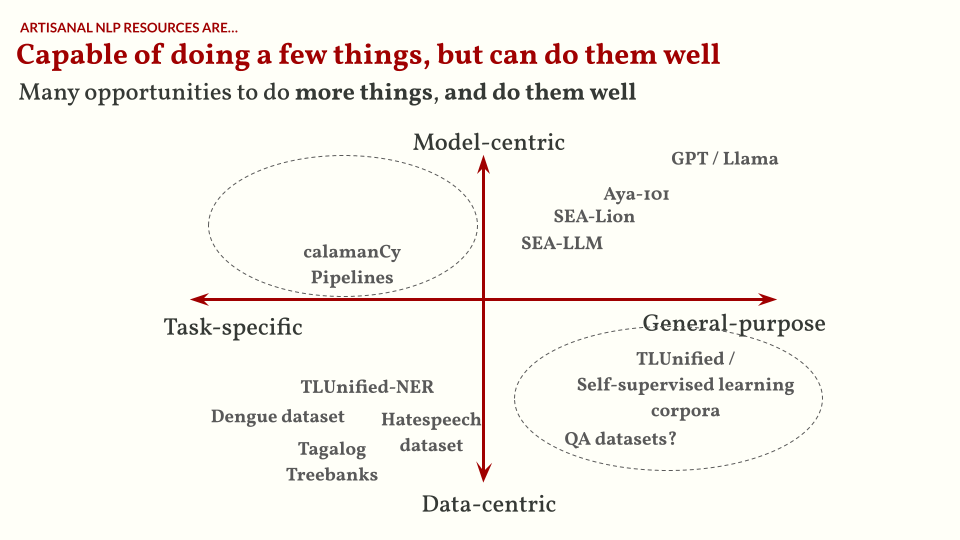 ARTISANAL NLP RESOURCES ARE...
Capable of doing a few things, but can do them well
Many opportunities to do more things, and do them well
Model-centric
GPT / Llama
Aya-101
SEA-Lion
SEA-LLM
calamanCy
Pipelines
Task-specific
General-purpose
TLUnified /
Self-supervised learning
corpora
QA datasets?
TLUnified-NER
Dengue dataset
Hatespeech
dataset
Tagalog
Treebanks
Data-centric